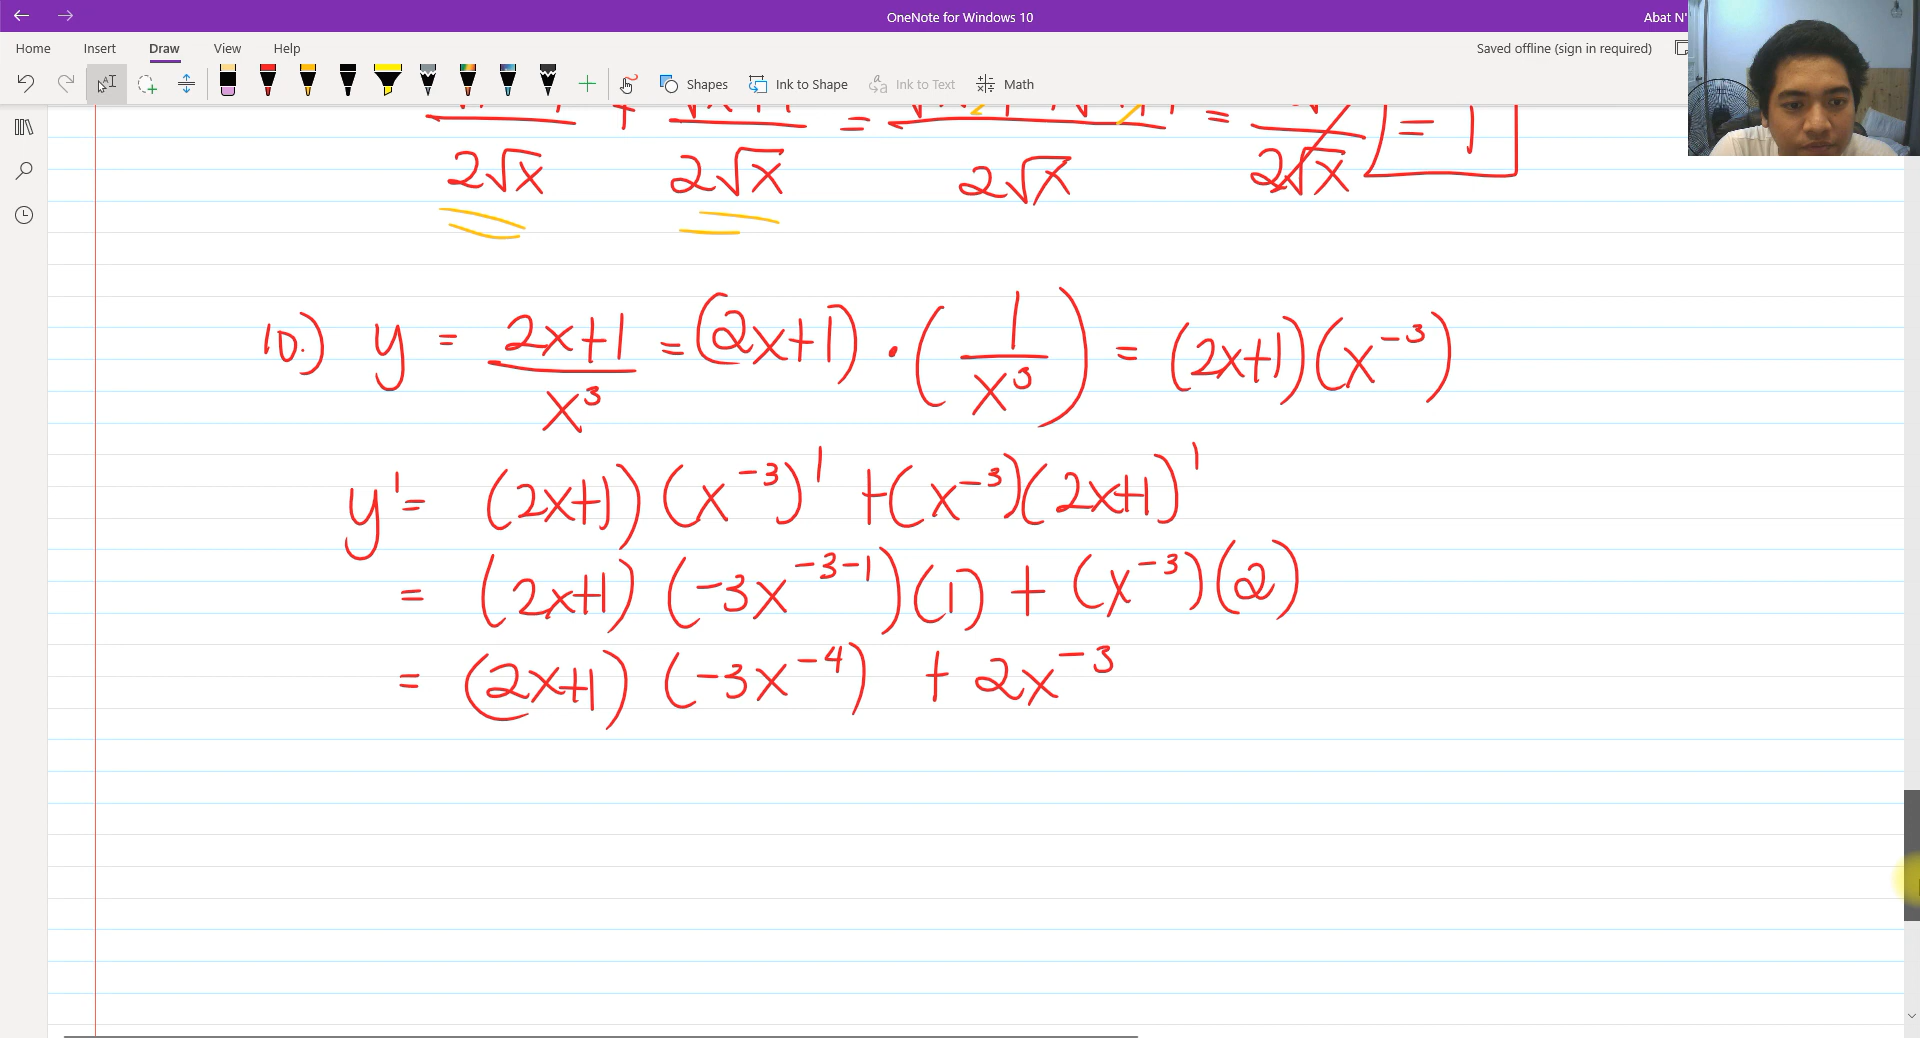 OneNote for Windows 10
Abat N'
Home Insert Draw View Help
Saved offline (sign in required)
Shapes Ink to Shape Ink to Text Math
+ = = = 1
2√x 2√x 2√x 2√x
10.) y = 2x+1/x³ = (2x+1) · (1/x³) = (2x+1)(x⁻³)
y' = (2x+1)(x⁻³)' + (x⁻³)(2x+1)'
= (2x+1)(-3x⁻³⁻¹)(1) + (x⁻³)(2)
= (2x+1)(-3x⁻⁴) + 2x⁻³